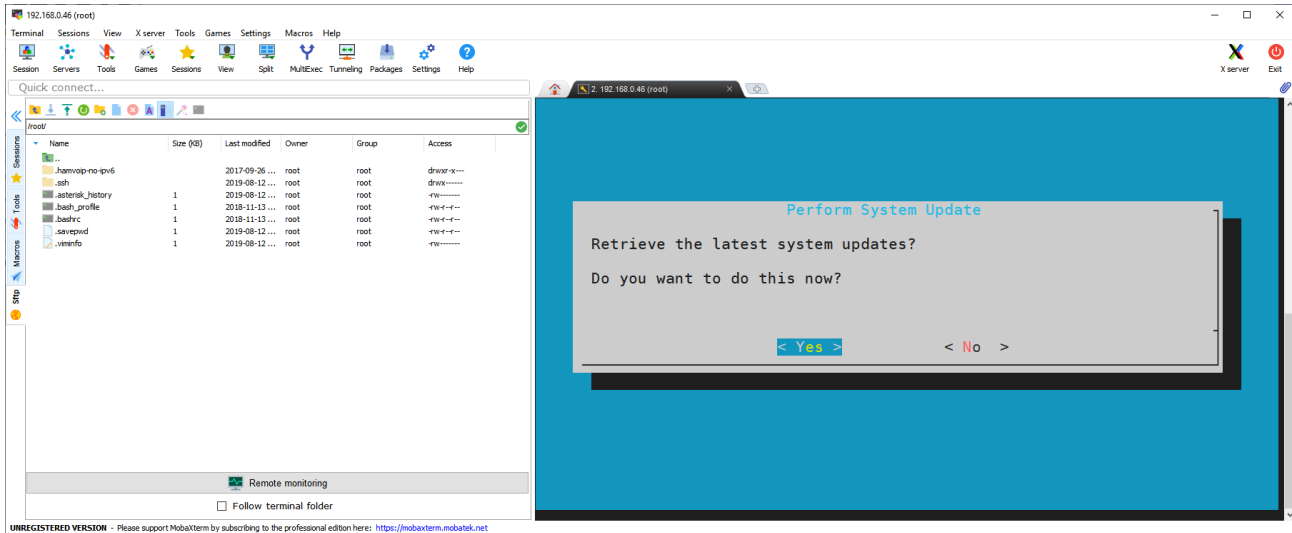 192.168.0.46 (root)
Terminal Sessions View X server Tools Games Settings Macros Help
Session Servers Tools Games Sessions View Split MultiExec Tunneling Packages Settings Help X server Exit
Quick connect...
2. 192.168.0.46 (root)
/root/
Name Size (KB) Last modified Owner Group Access
..
.hamvoip-no-ipv6 2017-09-26 ... root root drwxr-x---
.ssh 2019-08-12 ... root root drwx------
.asterisk_history 1 2019-08-12 ... root root -rw-------
.bash_profile 1 2018-11-13 ... root root -rw-r--r--
.bashrc 1 2018-11-13 ... root root -rw-r--r--
.savepwd 1 2019-08-12 ... root root -rw-r--r--
.viminfo 1 2019-08-12 ... root root -rw-------
Sessions
Tools
Macros
Sftp
Perform System Update
Retrieve the latest system updates?
Do you want to do this now?
< Yes > < No >
Remote monitoring
Follow terminal folder
UNREGISTERED VERSION - Please support MobaXterm by subscribing to the professional edition here: https://mobaxterm.mobatek.net